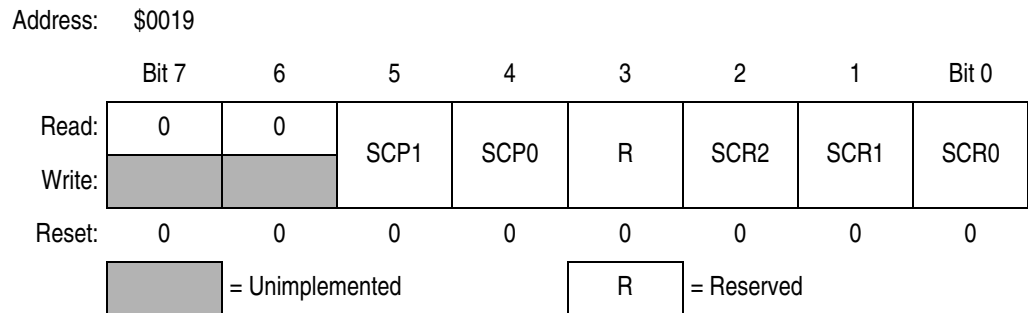 Address: $0019
Bit 7 6 5 4 3 2 1 Bit 0
Read: 0 0 SCP1 SCP0 R SCR2 SCR1 SCR0
Write:
Reset: 0 0 0 0 0 0 0 0
= Unimplemented R = Reserved